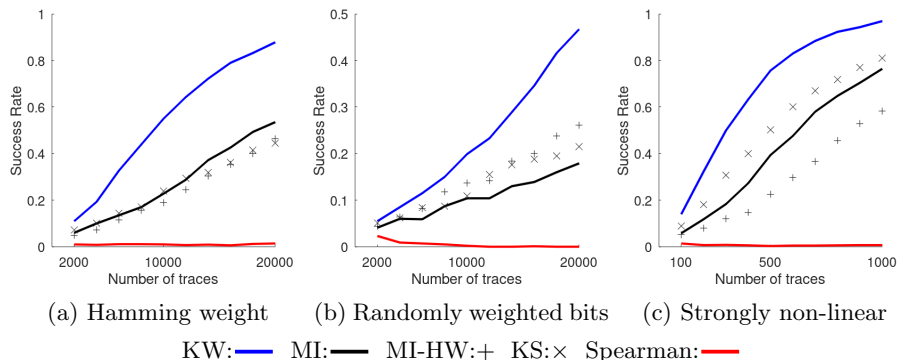 1
0.8
0.6
0.4
0.2
0
Success Rate
2000 10000 20000
Number of traces
(a) Hamming weight
0.5
0.4
0.3
0.2
0.1
0
Success Rate
2000 10000 20000
Number of traces
(b) Randomly weighted bits
1
0.8
0.6
0.4
0.2
0
Success Rate
100 500 1000
Number of traces
(c) Strongly non-linear
KW: MI: MI-HW:+ KS:× Spearman: